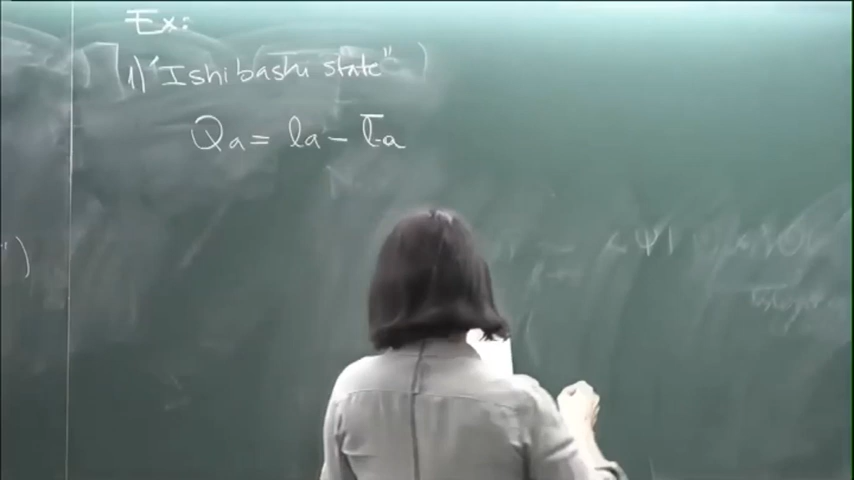 Ex:
1) "Ishibashi state"
Qa = la - l̄-a
<Ψ|